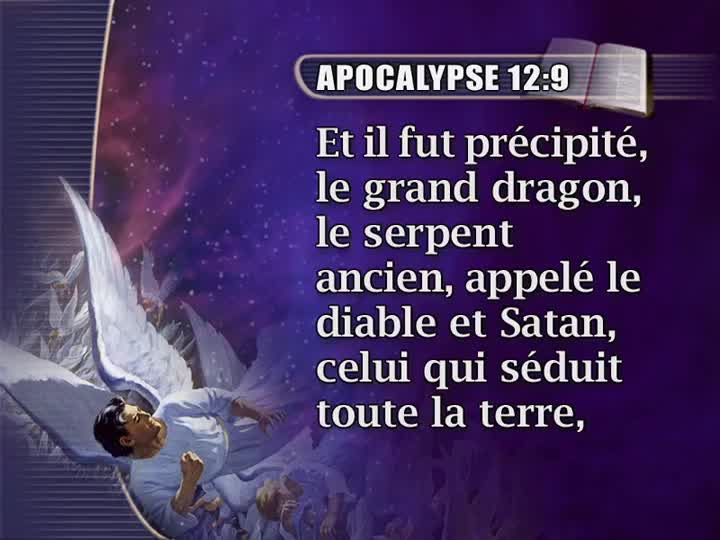 APOCALYPSE 12:9
Et il fut précipité,
le grand dragon,
le serpent
ancien, appelé le
diable et Satan,
celui qui séduit
toute la terre,